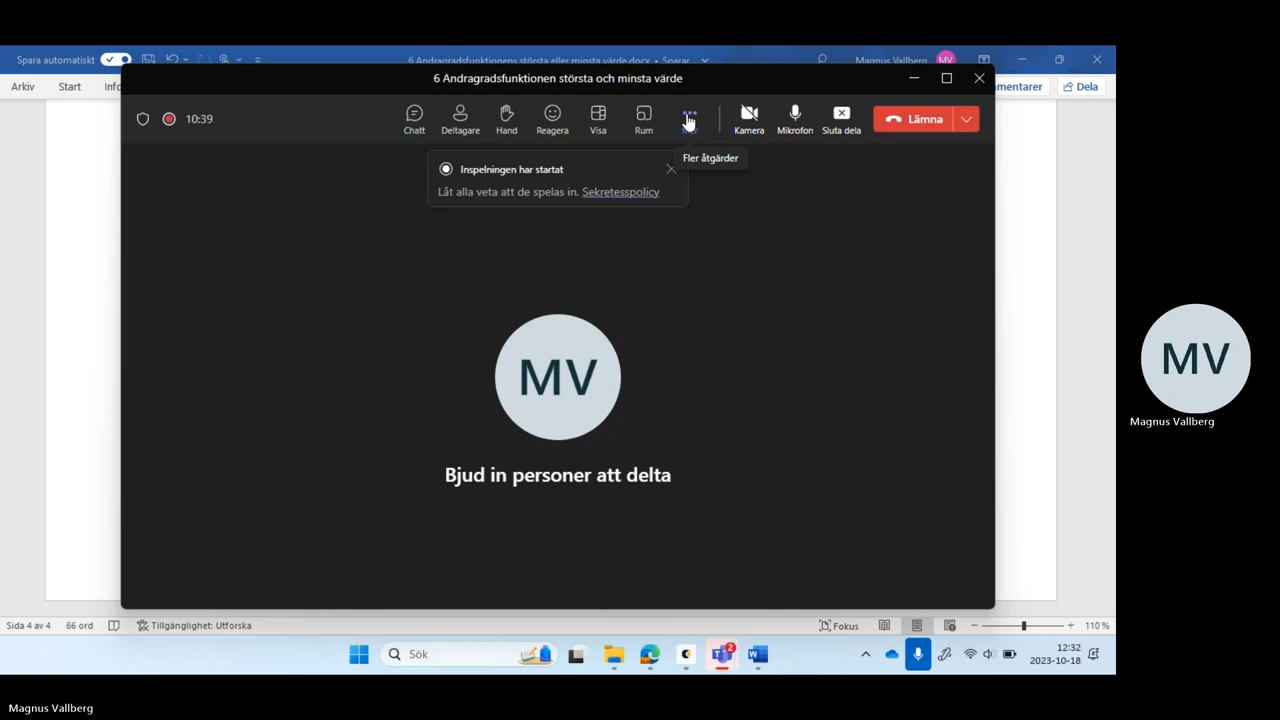 Spara automatiskt
6 Andragradsfunktionens största eller minsta värde.docx - Sparar...
Magnus Vallberg
MV
Arkiv
Start
Info
mentarer
Dela
6 Andragradsfunktionen största och minsta värde
10:39
Chatt
Deltagare
Hand
Reagera
Visa
Rum
Kamera
Mikrofon
Sluta dela
Lämna
Fler åtgärder
Inspelningen har startat
Låt alla veta att de spelas in. Sekretesspolicy
MV
Bjud in personer att delta
MV
Magnus Vallberg
Sida 4 av 4
66 ord
Tillgänglighet: Utforska
Fokus
110 %
Sök
2
12:32
2023-10-18
Magnus Vallberg